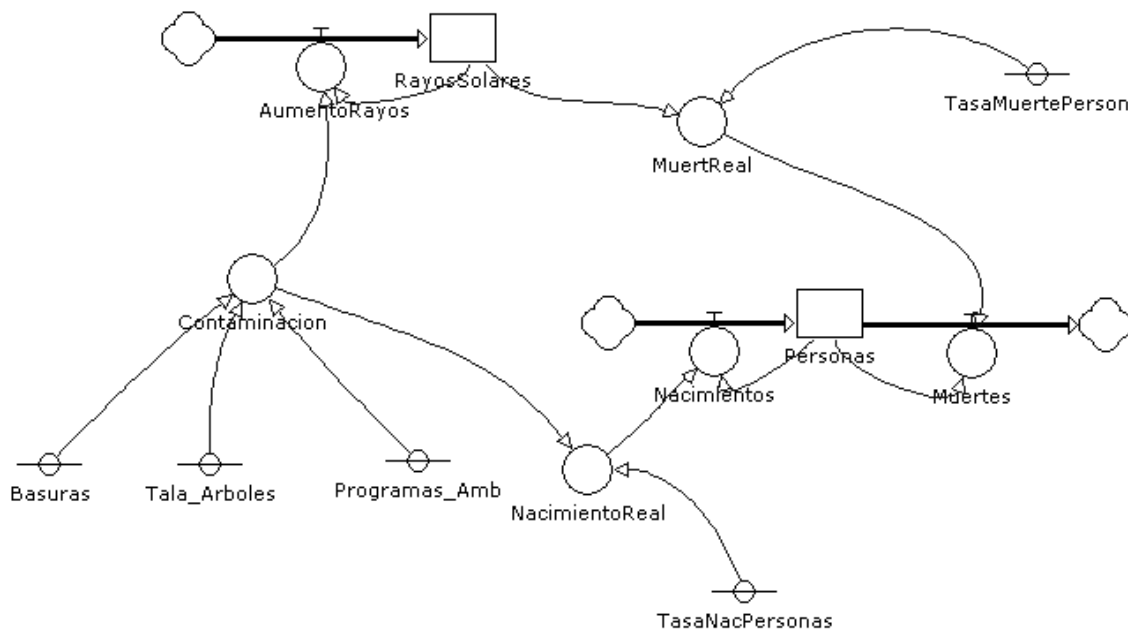 RayosSolares
AumentoRayos
TasaMuertePerson
MuertReal
Contaminacion
Personas
Nacimientos
Muertes
Basuras
Tala_Arboles
Programas_Amb
NacimientoReal
TasaNacPersonas